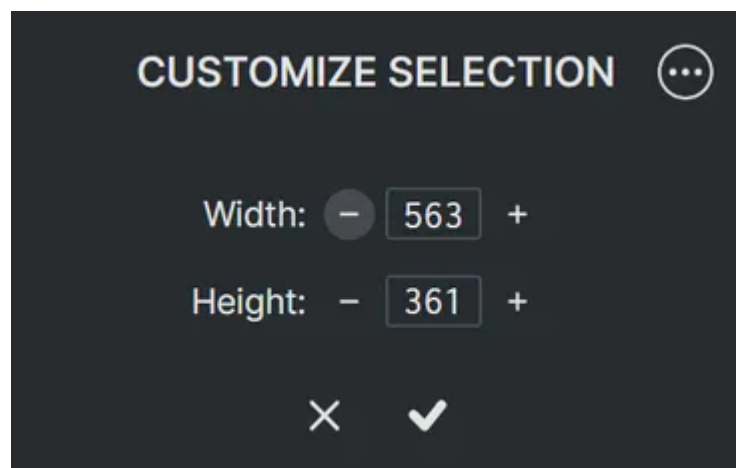 CUSTOMIZE SELECTION
Width: − 563 +
Height: − 361 +